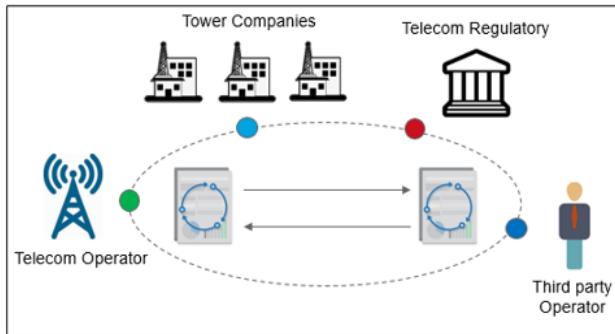 Tower Companies
Telecom Regulatory
Telecom Operator
Third party
Operator